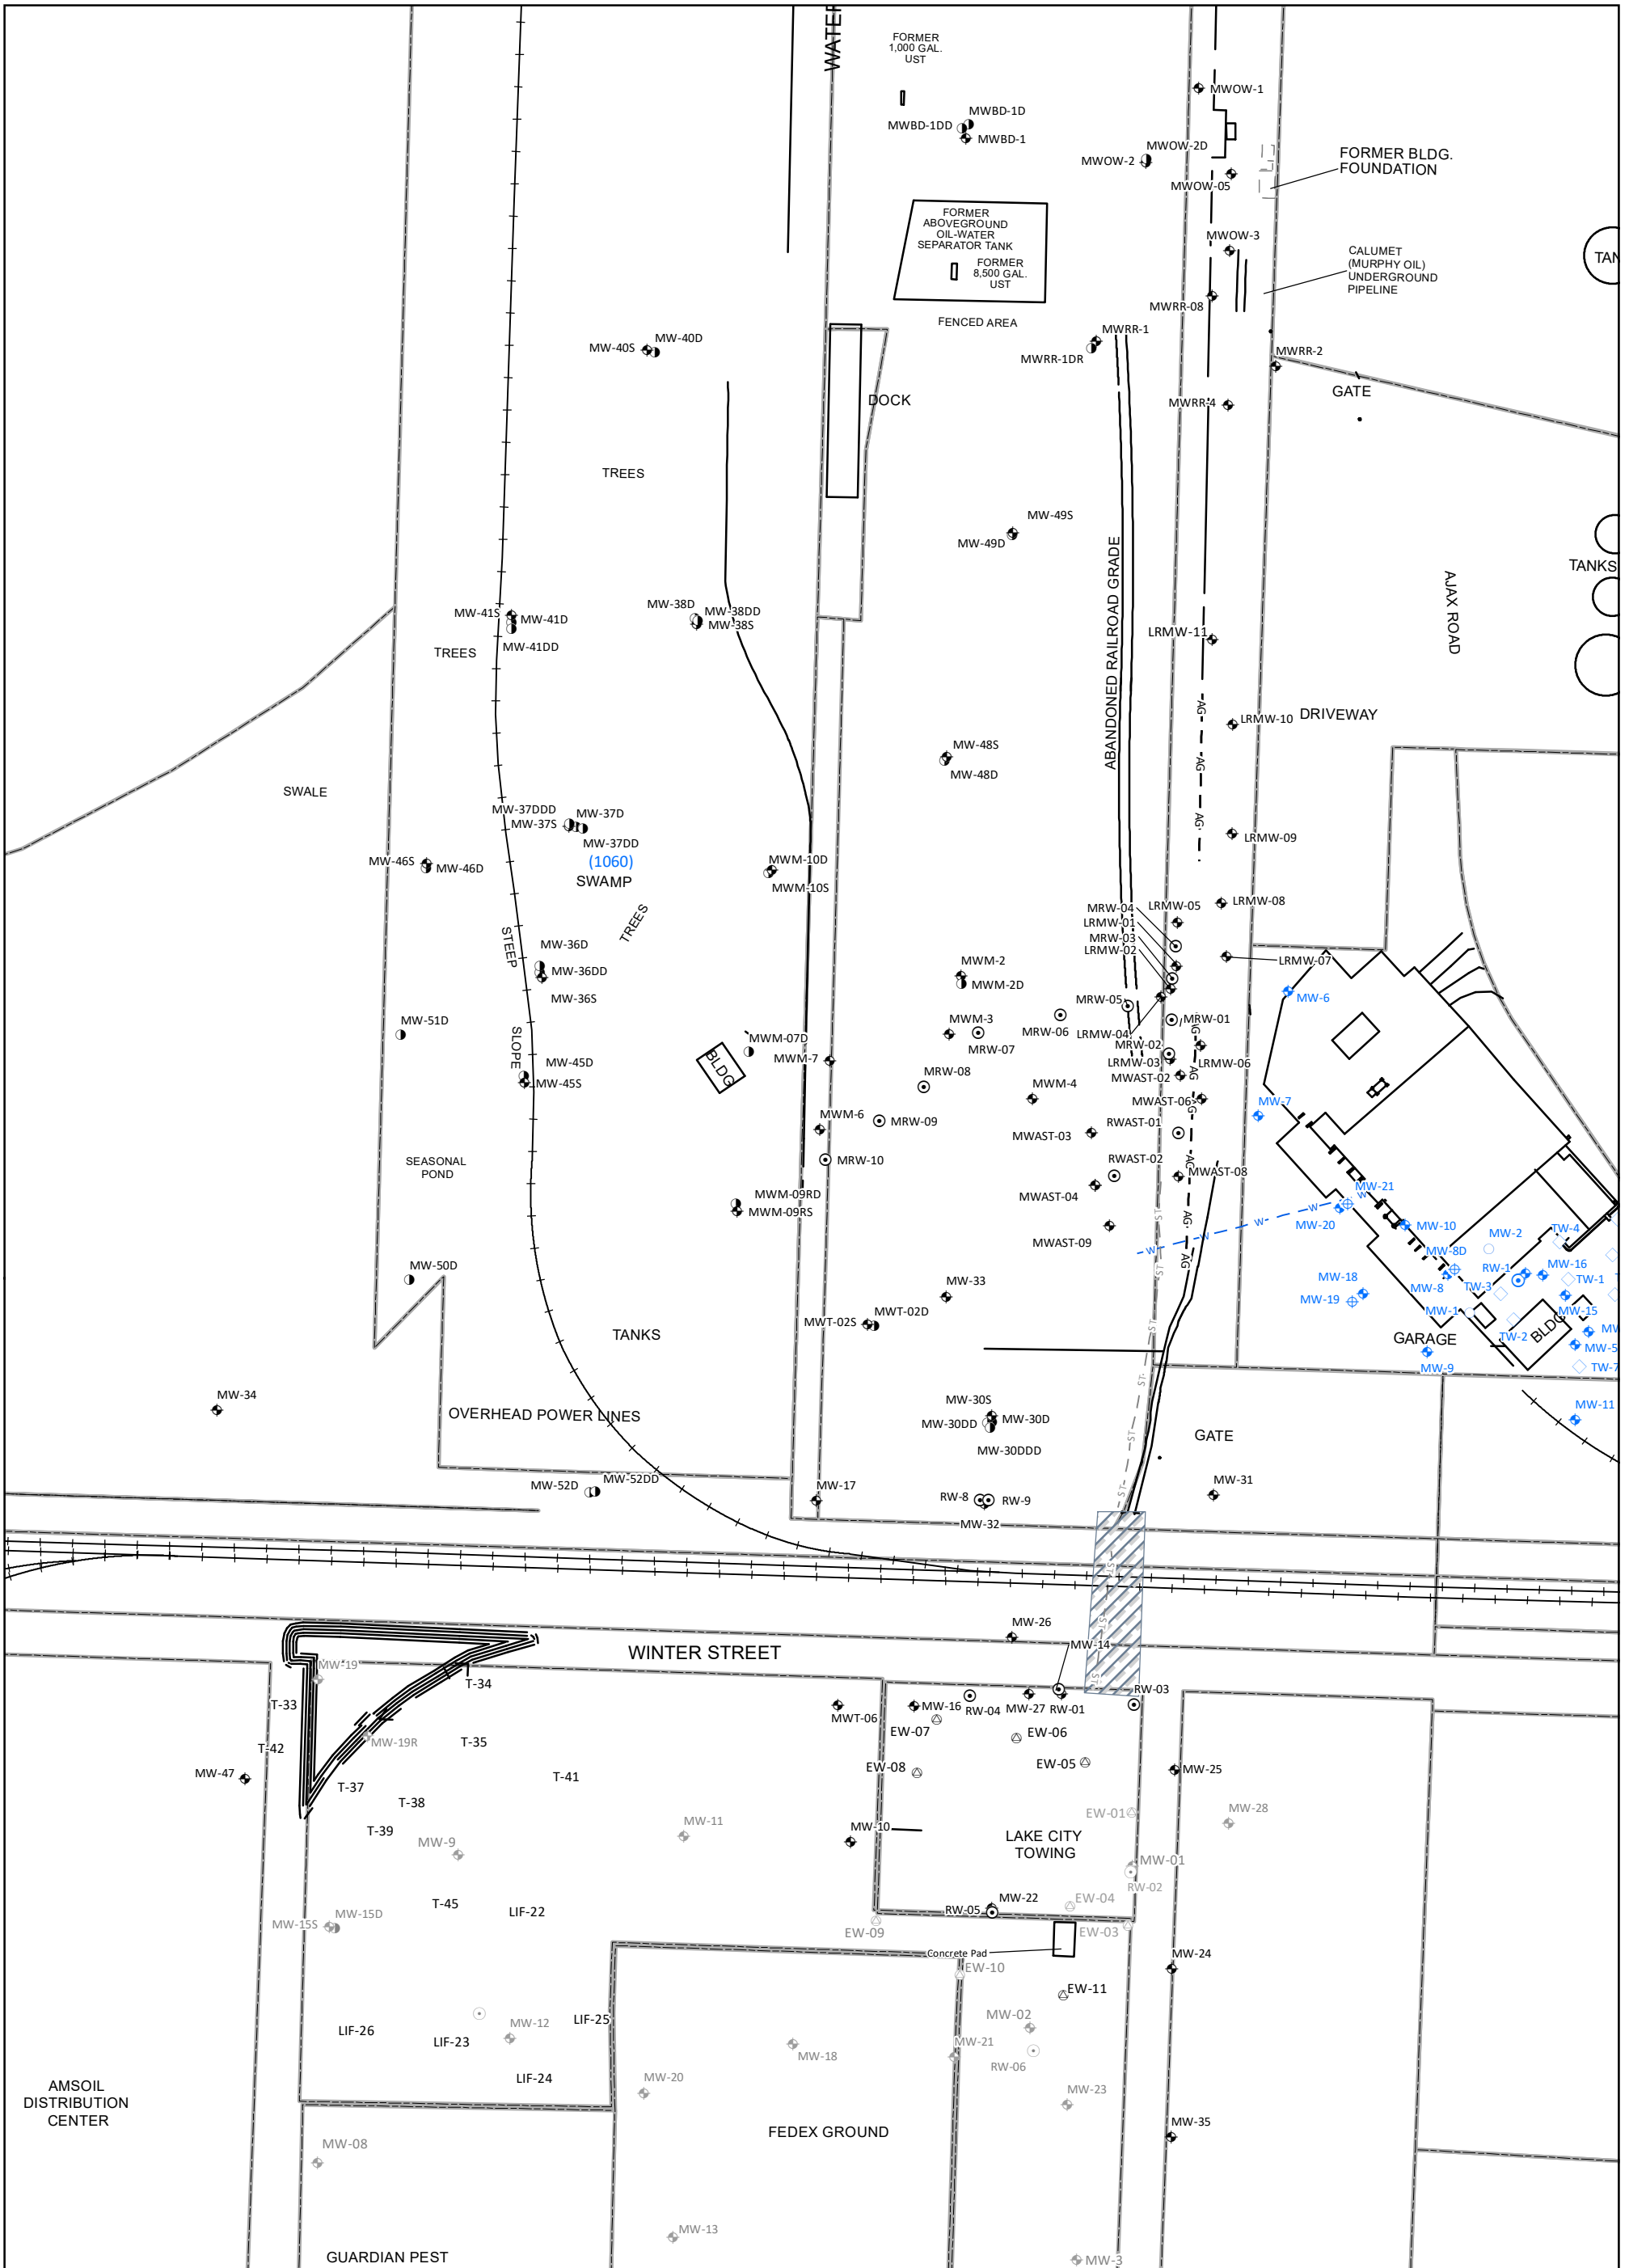 WATER
FORMER
1,000 GAL.
UST
MWOW-1
MWBD-1D
MWBD-1DD
MWBD-1
MWOW-2D
MWOW-2
FORMER BLDG.
FOUNDATION
MWOW-05
FORMER
ABOVEGROUND
OIL-WATER
SEPARATOR TANK
FORMER
8,500 GAL.
UST
MWOW-3
CALUMET
(MURPHY OIL)
UNDERGROUND
PIPELINE
TAN
MWRR-08
FENCED AREA
MWRR-1
MWRR-1DR
MW-40D
MW-40S
MWRR-2
GATE
DOCK
MWRR-4
TREES
MW-49S
MW-49D
ABANDONED RAILROAD GRADE
AJAX ROAD
TANKS
MW-38D
MW-38DD
MW-38S
MW-41S
MW-41D
MW-41DD
TREES
LRMW-11
AG
LRMW-10
DRIVEWAY
MW-48S
MW-48D
AG
SWALE
MW-37DDD
MW-37D
MW-37S
MW-37DD
AG
LRMW-09
(1060)
SWAMP
MW-46S
MW-46D
MWM-10D
MWM-10S
TREES
MRW-04
LRMW-05
LRMW-08
LRMW-01
MRW-03
LRMW-02
STEEP
SLOPE
MW-36D
MW-36DD
MW-36S
LRMW-07
MWM-2
MWM-2D
MW-6
MRW-05
MW-51D
MWM-3
MRW-07
MRW-06
LRMW-04
MRW-01
AG
MWM-07D
BLDG
MWM-7
MRW-02
LRMW-03
LRMW-06
MW-45D
MW-45S
MRW-08
MWAST-02
AG
MWM-4
MWAST-06
AG
MW-7
MWM-6
MRW-09
MWAST-03
RWAST-01
SEASONAL
POND
MRW-10
AG
RWAST-02
MWAST-08
MWAST-04
MW-21
MWM-09RD
MWM-09RS
ST
AG
W
W
W
W
MW-20
MW-10
MW-2
TW-4
MWAST-09
ST
AG
MW-8D
MW-50D
RW-1
MW-16
MW-8
TW-3
TW-1
MW-18
MW-19
MW-33
MW-1
MW-15
MWT-02D
MWT-02S
ST
TW-2
BLDG
MW
TANKS
GARAGE
MW-5
MW-9
TW-7
ST
MW-34
OVERHEAD POWER LINES
MW-30S
MW-30D
MW-30DD
MW-30DDD
MW-11
ST
GATE
MW-52DD
MW-52D
ST
MW-17
RW-8
RW-9
MW-31
MW-32
ST
WINTER STREET
ST
MW-26
MW-14
ST
MW-19
T-34
T-33
RW-03
MWT-06
MW-16
RW-04
MW-27
RW-01
EW-07
EW-06
T-42
MW-19R
T-35
EW-05
MW-47
EW-08
MW-25
T-41
T-37
T-38
EW-01
MW-28
T-39
MW-11
MW-10
LAKE CITY
TOWING
MW-9
MW-01
RW-02
T-45
LIF-22
MW-22
EW-04
RW-05
MW-15D
MW-15S
EW-09
EW-03
Concrete Pad
MW-24
EW-10
EW-11
LIF-26
LIF-23
MW-12
LIF-25
MW-02
MW-18
MW-21
RW-06
LIF-24
MW-20
MW-23
AMSOIL
DISTRIBUTION
CENTER
MW-35
FEDEX GROUND
MW-08
MW-13
GUARDIAN PEST
MW-3